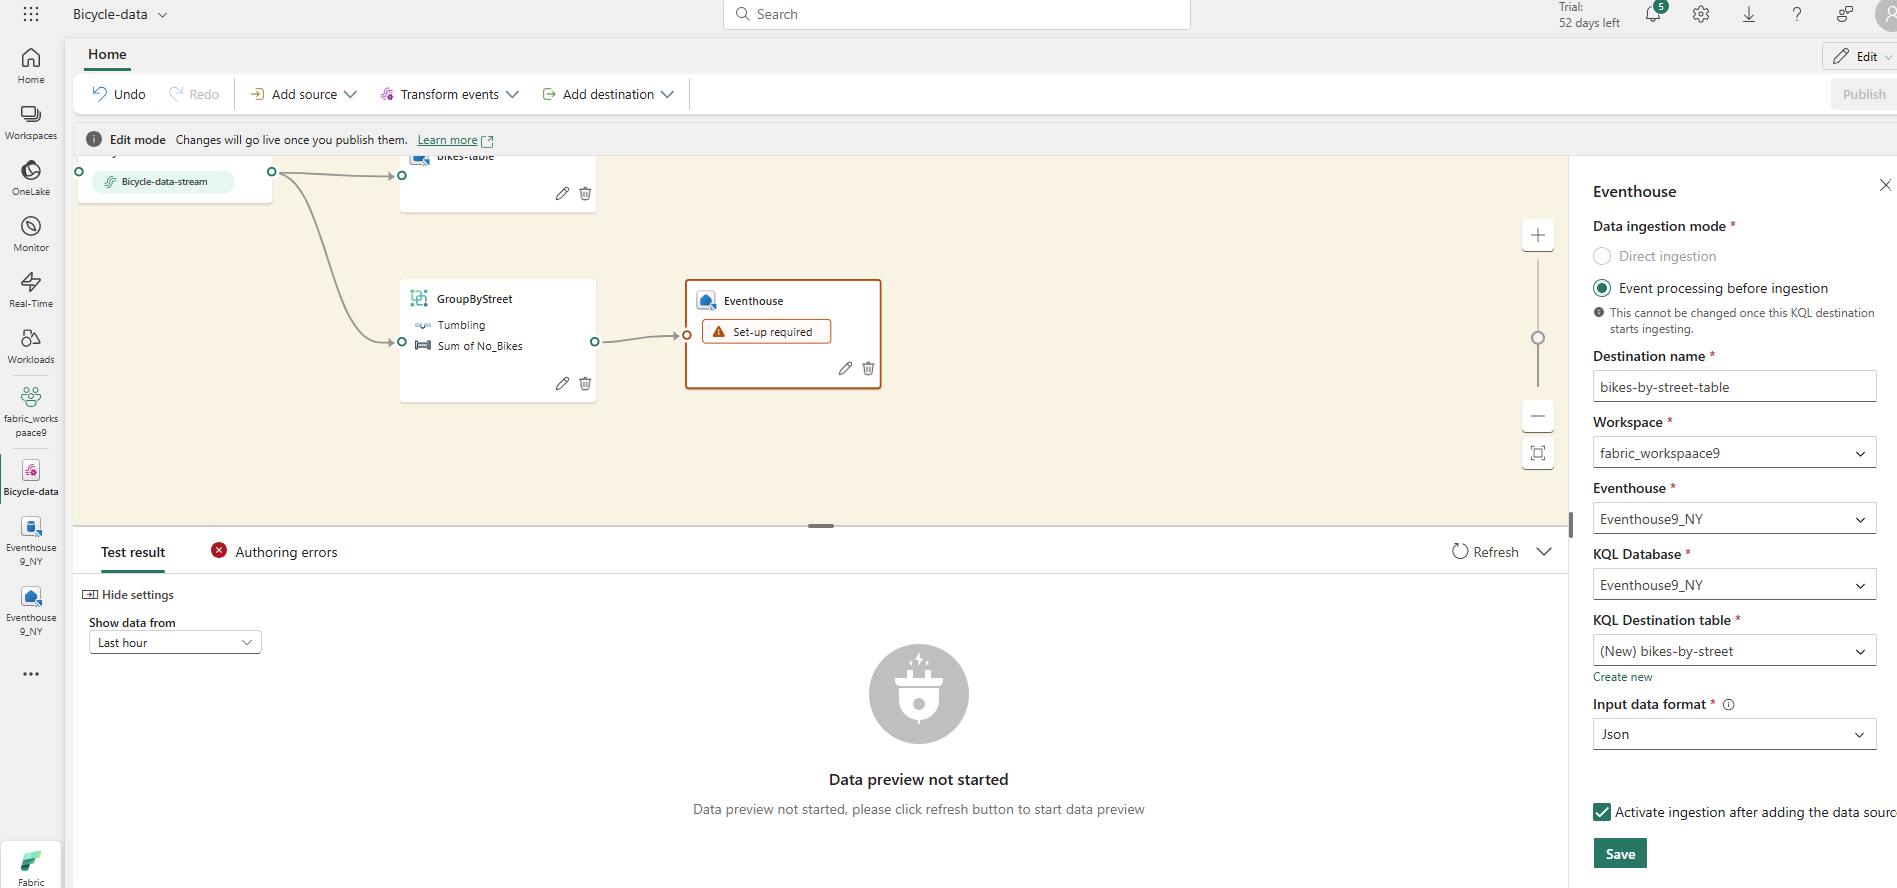 Bicycle-data
Search
Trial:
52 days left
5
Home
Edit
Undo
Redo
Add source
Transform events
Add destination
Publish
Edit mode Changes will go live once you publish them. Learn more
Home
Workspaces
OneLake
Monitor
Real-Time
Workloads
fabric_works
paace9
Bicycle-data
Eventhouse
9_NY
Eventhouse
9_NY
Fabric
Bicycle-data-stream
bikes-table
GroupByStreet
Tumbling
Sum of No_Bikes
Eventhouse
Set-up required
Test result
Authoring errors
Refresh
Hide settings
Show data from
Last hour
Data preview not started
Data preview not started, please click refresh button to start data preview
Eventhouse
Data ingestion mode *
Direct ingestion
Event processing before ingestion
This cannot be changed once this KQL destination
starts ingesting.
Destination name *
bikes-by-street-table
Workspace *
fabric_workspaace9
Eventhouse *
Eventhouse9_NY
KQL Database *
Eventhouse9_NY
KQL Destination table *
(New) bikes-by-street
Create new
Input data format *
Json
Activate ingestion after adding the data sourc
Save